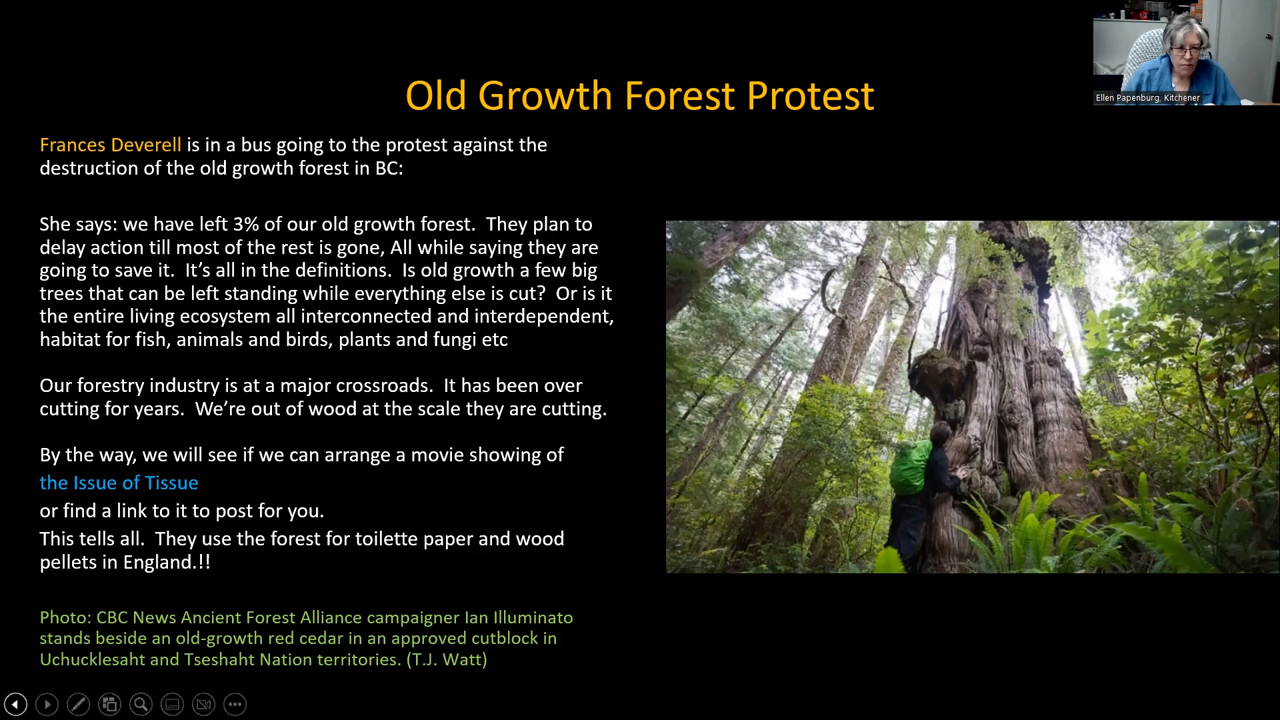 Old Growth Forest Protest
Ellen Papenburg, Kitchener
Frances Deverell is in a bus going to the protest against the
destruction of the old growth forest in BC:
She says: we have left 3% of our old growth forest. They plan to
delay action till most of the rest is gone, All while saying they are
going to save it. It's all in the definitions. Is old growth a few big
trees that can be left standing while everything else is cut? Or is it
the entire living ecosystem all interconnected and interdependent,
habitat for fish, animals and birds, plants and fungi etc
Our forestry industry is at a major crossroads. It has been over
cutting for years. We're out of wood at the scale they are cutting.
By the way, we will see if we can arrange a movie showing of
the Issue of Tissue
or find a link to it to post for you.
This tells all. They use the forest for toilette paper and wood
pellets in England.!!
Photo: CBC News Ancient Forest Alliance campaigner Ian Illuminato
stands beside an old-growth red cedar in an approved cutblock in
Uchucklesaht and Tseshaht Nation territories. (T.J. Watt)